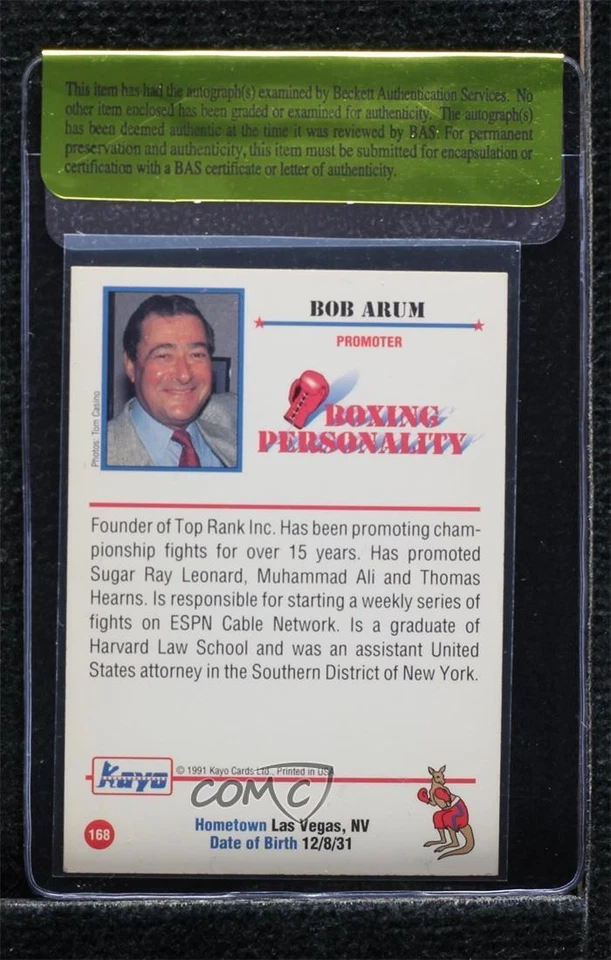 This item has had the autograph(s) examined by Beckett Authentication Services. No
other item enclosed has been graded or examined for authenticity. The autograph(s)
has been deemed authentic at the time it was reviewed by BAS. For permanent
preservation and authenticity, this item must be submitted for encapsulation or
certification with a BAS certificate or letter of authenticity.
BOB ARUM
PROMOTER
BOXING
PERSONALITY
Photos: Tom Casino
Founder of Top Rank Inc. Has been promoting cham-
pionship fights for over 15 years. Has promoted
Sugar Ray Leonard, Muhammad Ali and Thomas
Hearns. Is responsible for starting a weekly series of
fights on ESPN Cable Network. Is a graduate of
Harvard Law School and was an assistant United
States attorney in the Southern District of New York.
Kayo
© 1991 Kayo Cards Ltd., Printed in USA
COMC
168
Hometown Las Vegas, NV
Date of Birth 12/8/31